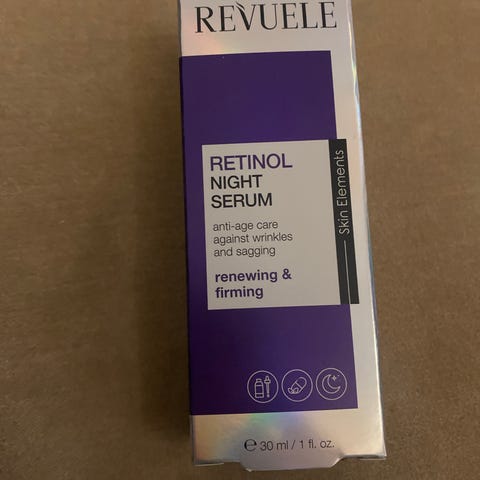 REVUELE
RETINOL
NIGHT
SERUM
anti-age care
against wrinkles
and sagging
renewing &
firming
Skin Elements
℮ 30 ml / 1 fl. oz.